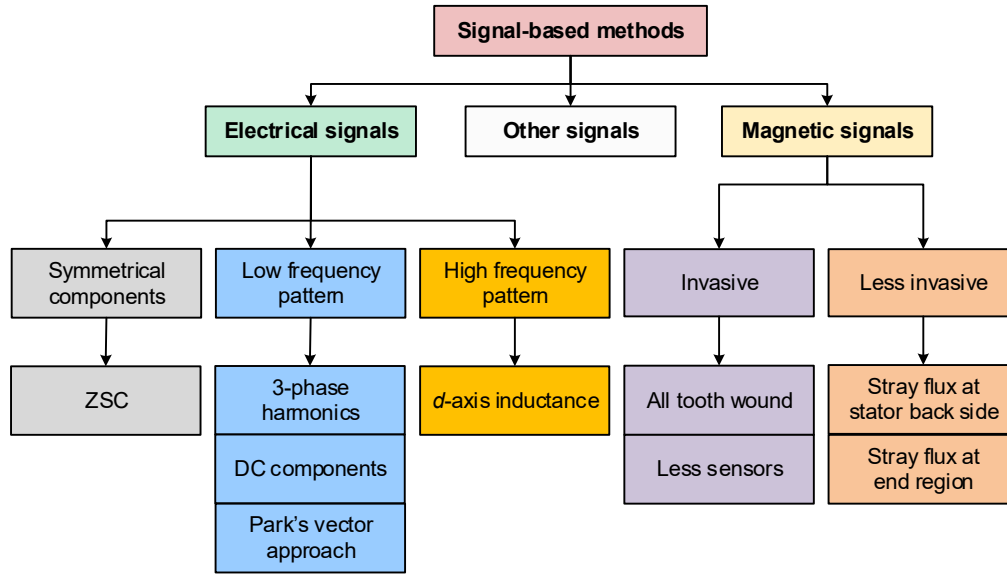 Signal-based methods
Electrical signals
Other signals
Magnetic signals
Symmetrical
components
Low frequency
pattern
High frequency
pattern
Invasive
Less invasive
ZSC
3-phase
harmonics
DC components
Park’s vector
approach
d-axis inductance
All tooth wound
Less sensors
Stray flux at
stator back side
Stray flux at
end region